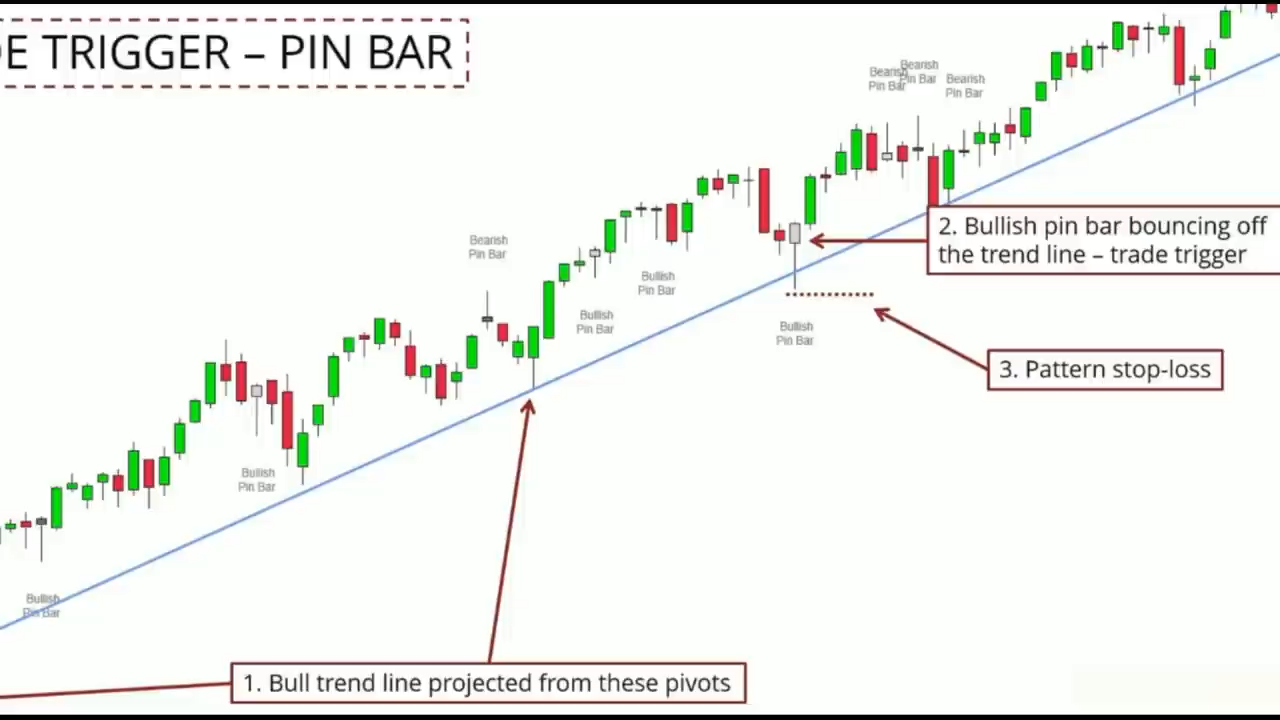 E TRIGGER – PIN BAR
Bearish
Pin Bar
Bearish
Pin Bar
Bearish
Pin Bar
2. Bullish pin bar bouncing off
the trend line – trade trigger
Bearish
Pin Bar
Bullish
Pin Bar
Bullish
Pin Bar
Bullish
Pin Bar
3. Pattern stop-loss
Bullish
Pin Bar
Bullish
Pin Bar
1. Bull trend line projected from these pivots